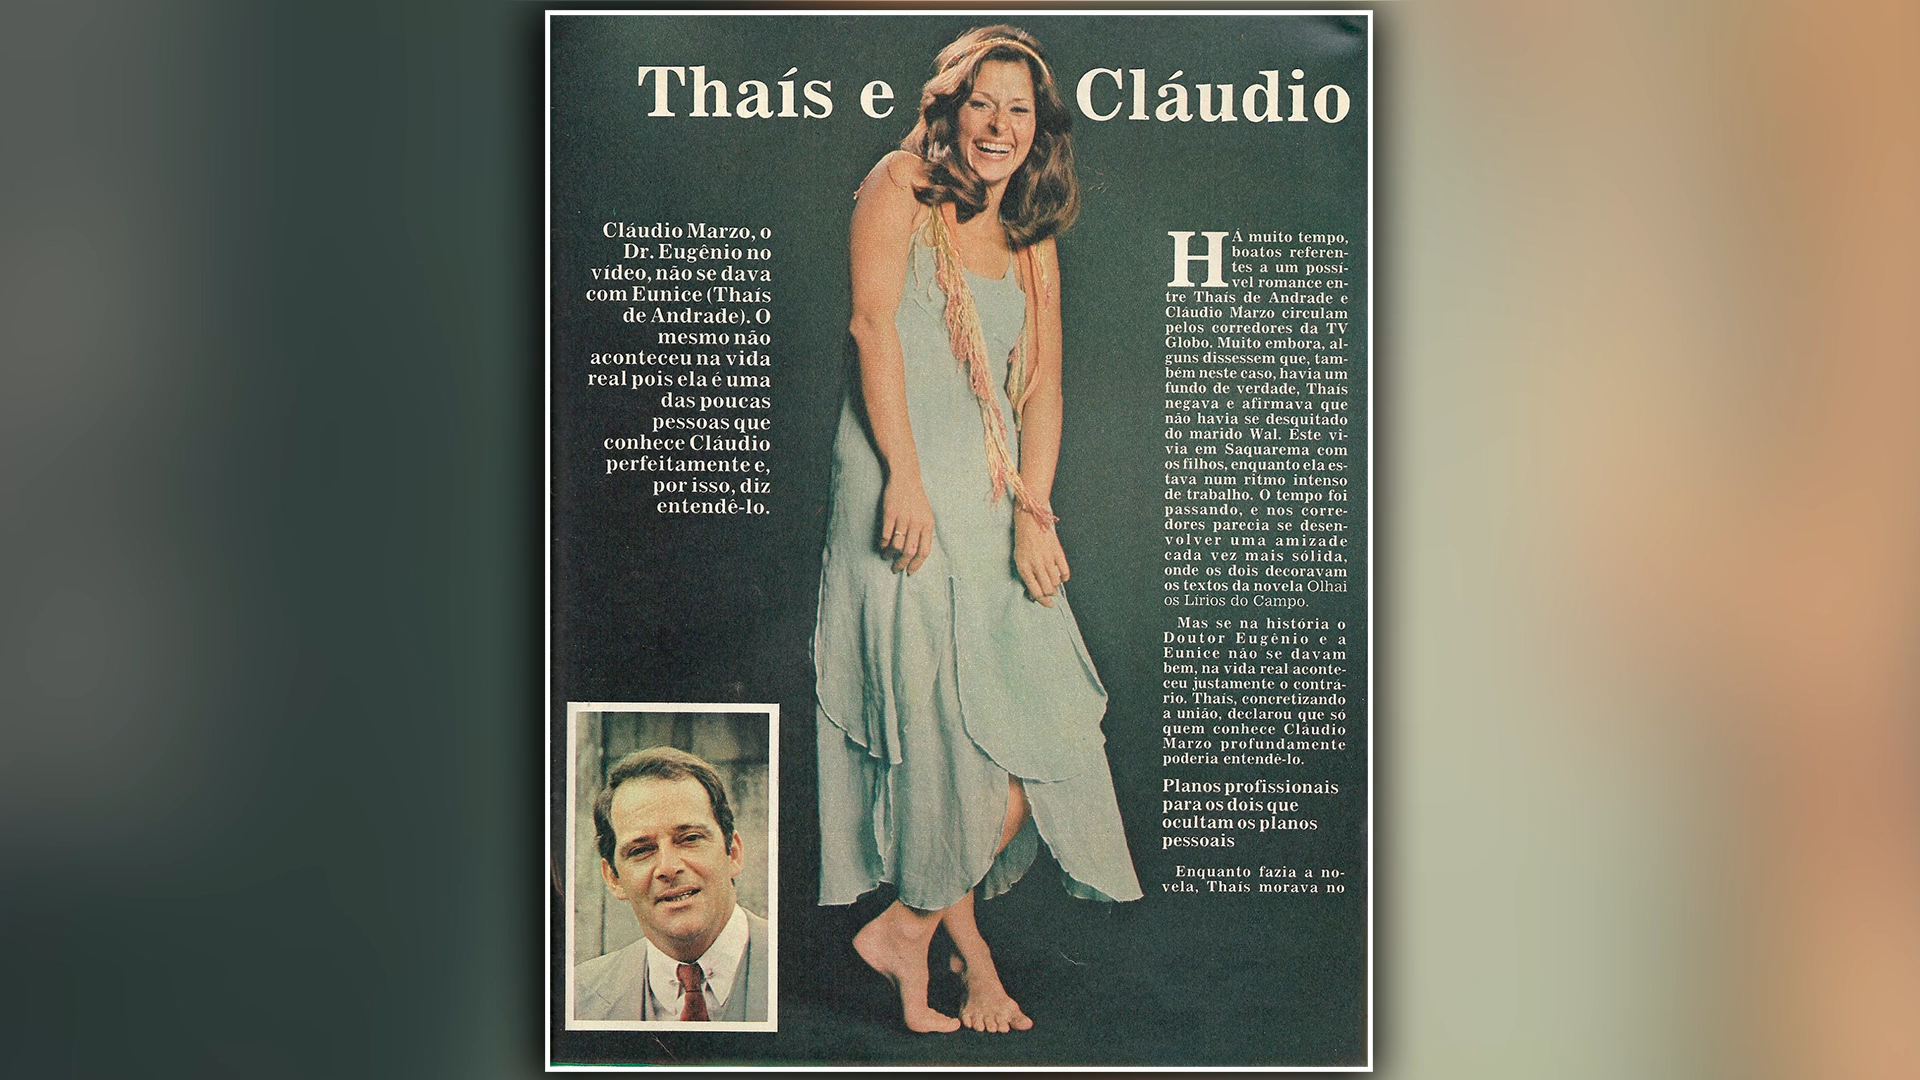 Thaís e Cláudio
Cláudio Marzo, o
Dr. Eugênio no
vídeo, não se dava
com Eunice (Thaís
de Andrade). O
mesmo não
aconteceu na vida
real pois ela é uma
das poucas
pessoas que
conhece Cláudio
perfeitamente e,
por isso, diz
entendê-lo.
HÁ muito tempo,
boatos referen-
tes a um possí-
vel romance en-
tre Thaís de Andrade e
Cláudio Marzo circulam
pelos corredores da TV
Globo. Muito embora, al-
guns dissessem que, tam-
bém neste caso, havia um
fundo de verdade, Thaís
negava e afirmava que
não havia se desquitado
do marido Wal. Este vi-
via em Saquarema com
os filhos, enquanto ela es-
tava num ritmo intenso
de trabalho. O tempo foi
passando, e nos corre-
dores parecia se desen-
volver uma amizade
cada vez mais sólida,
onde os dois decoravam
os textos da novela Olhai
os Lírios do Campo.
Mas se na história o
Doutor Eugênio e a
Eunice não se davam
bem, na vida real aconte-
ceu justamente o contrá-
rio. Thaís, concretizando
a união, declarou que só
quem conhece Cláudio
Marzo profundamente
poderia entendê-lo.
Planos profissionais
para os dois que
ocultam os planos
pessoais
Enquanto fazia a no-
vela, Thaís morava no